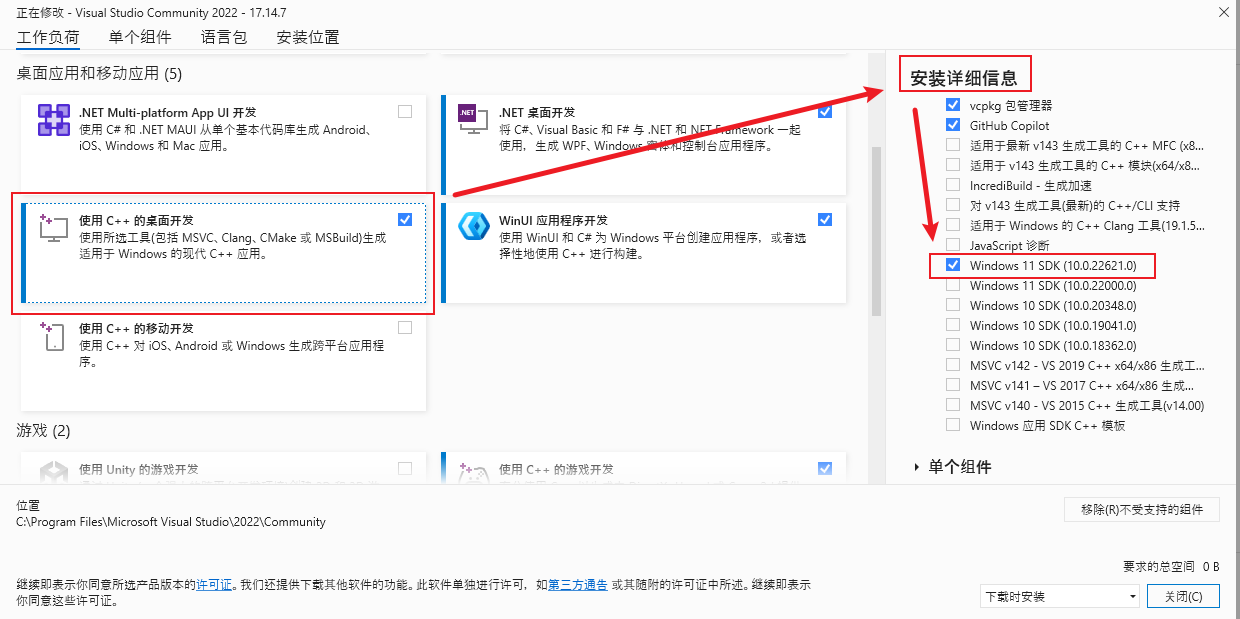 正在修改 - Visual Studio Community 2022 - 17.14.7
工作负荷 单个组件 语言包 安装位置
桌面应用和移动应用 (5)
.NET Multi-platform App UI 开发
使用 C# 和 .NET MAUI 从单个基本代码库生成 Android、
iOS、Windows 和 Mac 应用。
.NET
.NET 桌面开发
将 C#、Visual Basic 和 F# 与 .NET 和 .NET Framework 一起
使用，生成 WPF、Windows 窗体和控制台应用程序。
使用 C++ 的桌面开发
使用所选工具(包括 MSVC、Clang、CMake 或 MSBuild)生成
适用于 Windows 的现代 C++ 应用。
WinUI 应用程序开发
使用 WinUI 和 C# 为 Windows 平台创建应用程序，或者选
择性地使用 C++ 进行构建。
使用 C++ 的移动开发
使用 C++ 对 iOS、Android 或 Windows 生成跨平台应用程
序。
游戏 (2)
使用 Unity 的游戏开发
使用 C++ 的游戏开发
安装详细信息
vcpkg 包管理器
GitHub Copilot
适用于最新 v143 生成工具的 C++ MFC (x8...
适用于 v143 生成工具的 C++ 模块(x64/x8...
IncrediBuild - 生成加速
对 v143 生成工具(最新)的 C++/CLI 支持
适用于 Windows 的 C++ Clang 工具(19.1.5...
JavaScript 诊断
Windows 11 SDK (10.0.22621.0)
Windows 11 SDK (10.0.22000.0)
Windows 10 SDK (10.0.20348.0)
Windows 10 SDK (10.0.19041.0)
Windows 10 SDK (10.0.18362.0)
MSVC v142 - VS 2019 C++ x64/x86 生成工...
MSVC v141 – VS 2017 C++ x64/x86 生成...
MSVC v140 - VS 2015 C++ 生成工具(v14.00)
Windows 应用 SDK C++ 模板
单个组件
位置
C:\Program Files\Microsoft Visual Studio\2022\Community
移除(R)不受支持的组件
要求的总空间 0 B
继续即表示你同意所选产品版本的许可证。我们还提供下载其他软件的功能。此软件单独进行许可，如第三方通告 或其随附的许可证中所述。继续即表示
你同意这些许可证。
下载时安装
关闭(C)